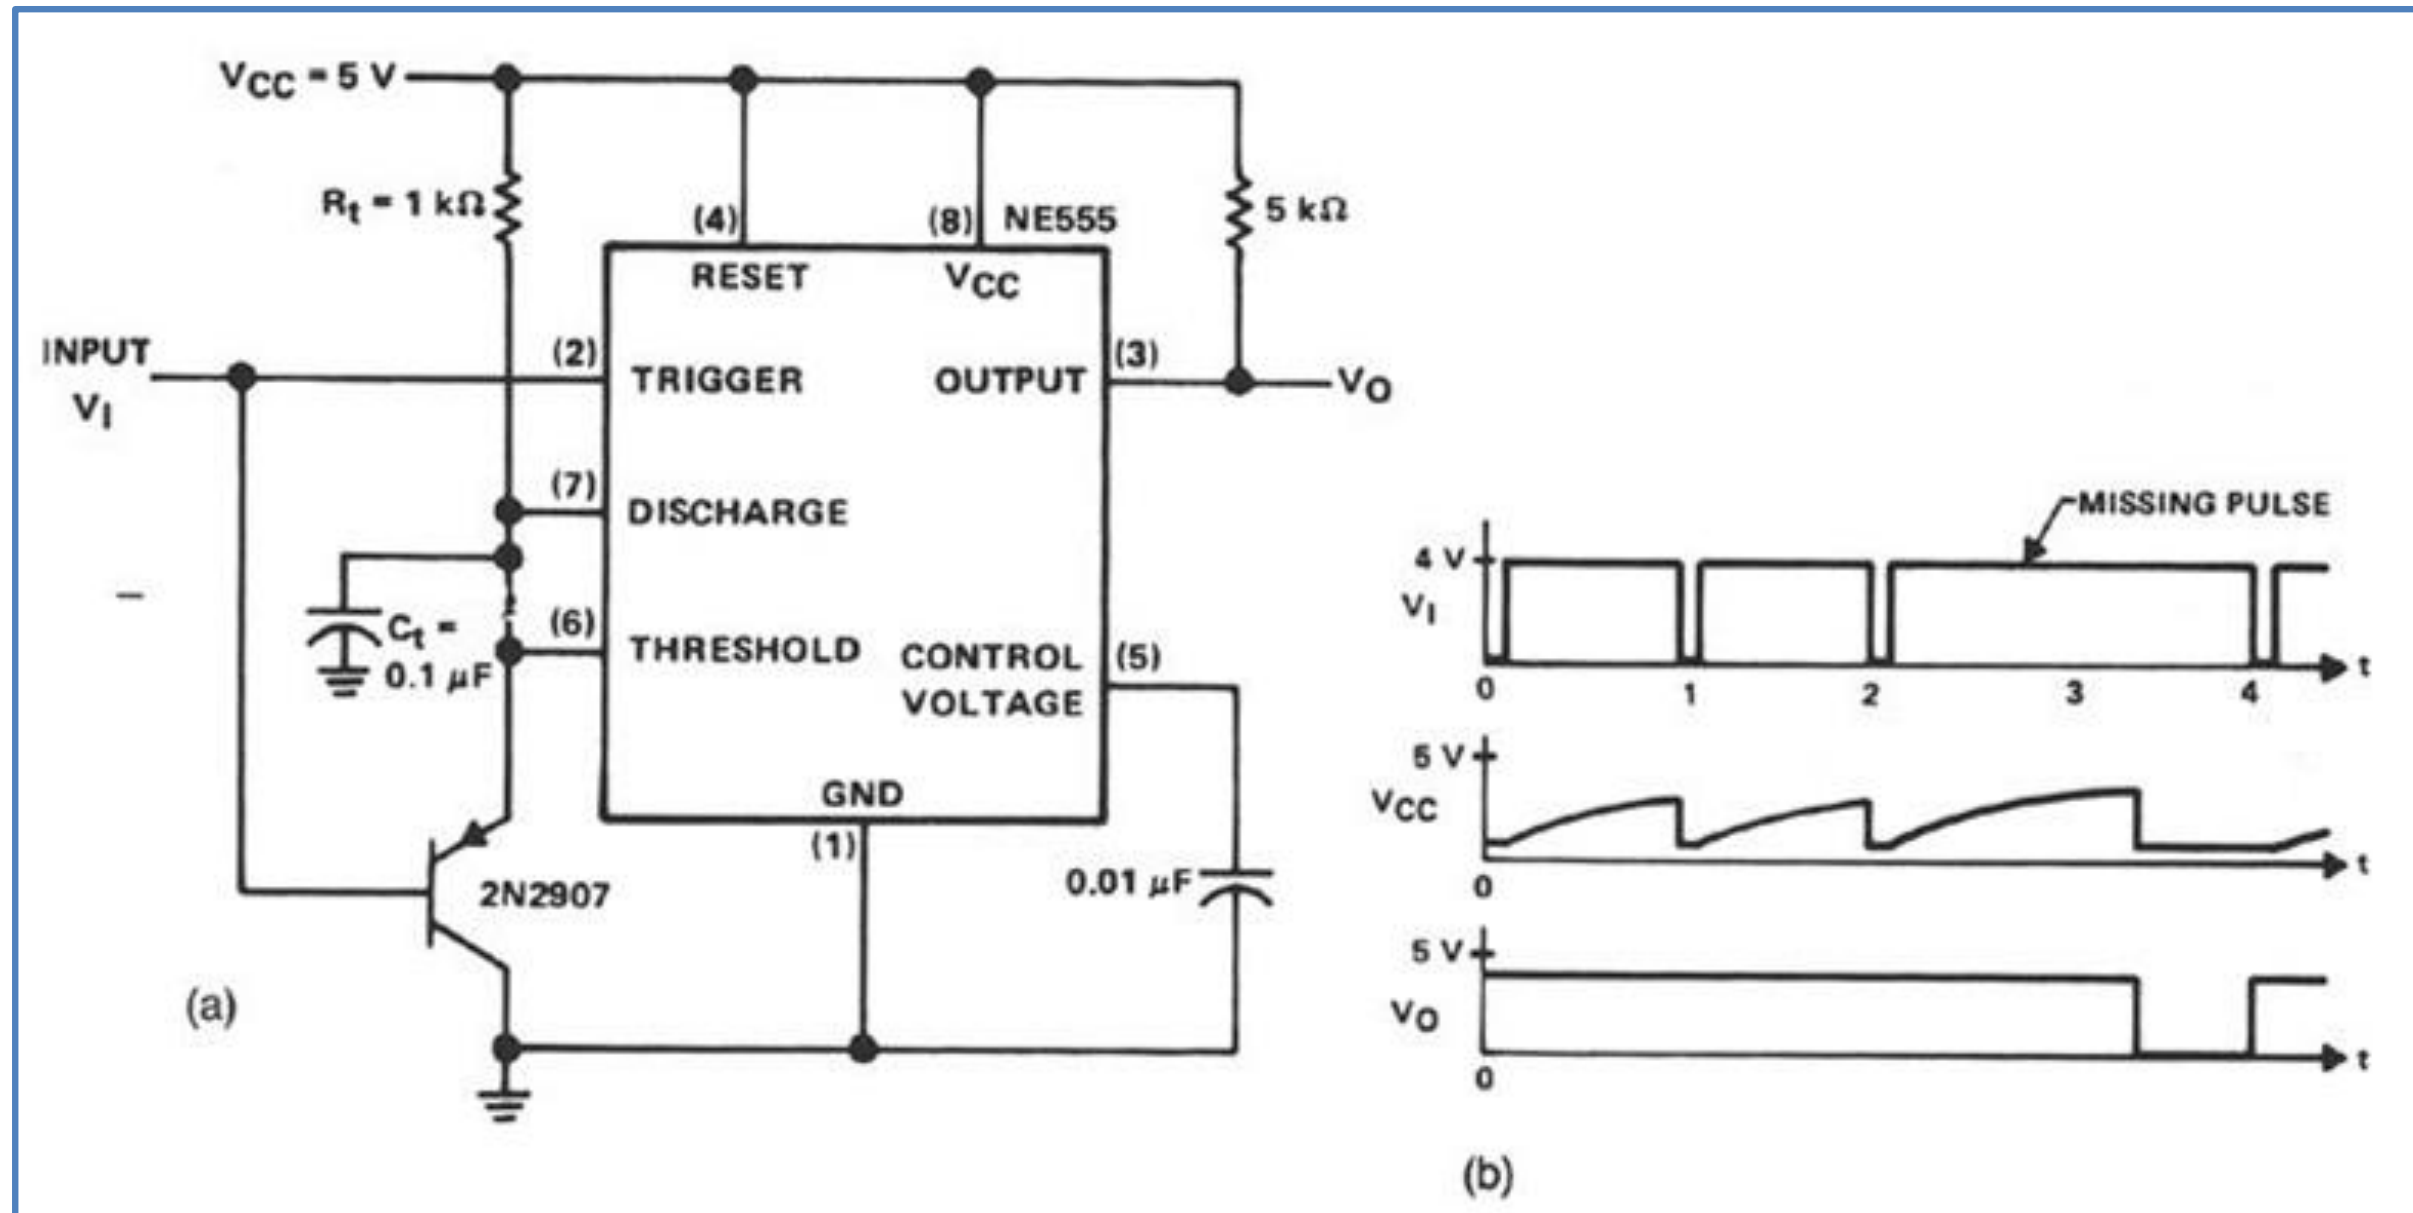 VCC = 5 V
Rt = 1 kΩ
(4)
(8)
NE555
5 kΩ
RESET
VCC
INPUT
VI
(2)
TRIGGER
OUTPUT
(3)
VO
(7)
DISCHARGE
Ct =
0.1 μF
(6)
THRESHOLD
CONTROL
VOLTAGE
(5)
GND
(1)
2N2907
0.01 μF
(a)
MISSING PULSE
4 V
VI
t
0 1 2 3 4
5 V
VCC
t
0
5 V
VO
t
0
(b)